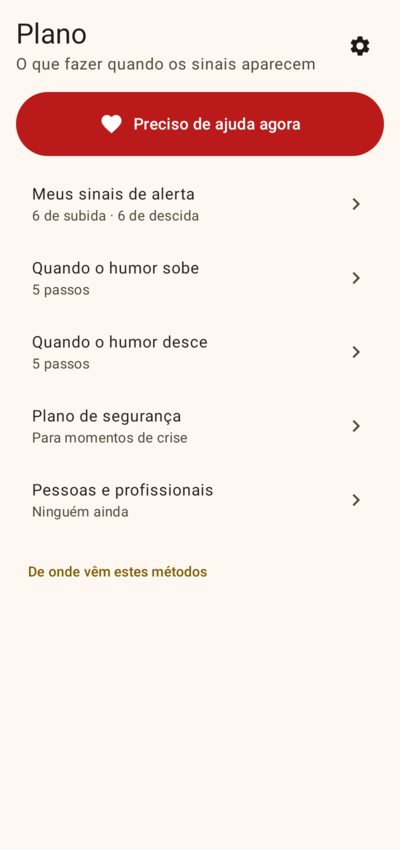 Plano
O que fazer quando os sinais aparecem
Preciso de ajuda agora
Meus sinais de alerta
6 de subida · 6 de descida
Quando o humor sobe
5 passos
Quando o humor desce
5 passos
Plano de segurança
Para momentos de crise
Pessoas e profissionais
Ninguém ainda
De onde vêm estes métodos